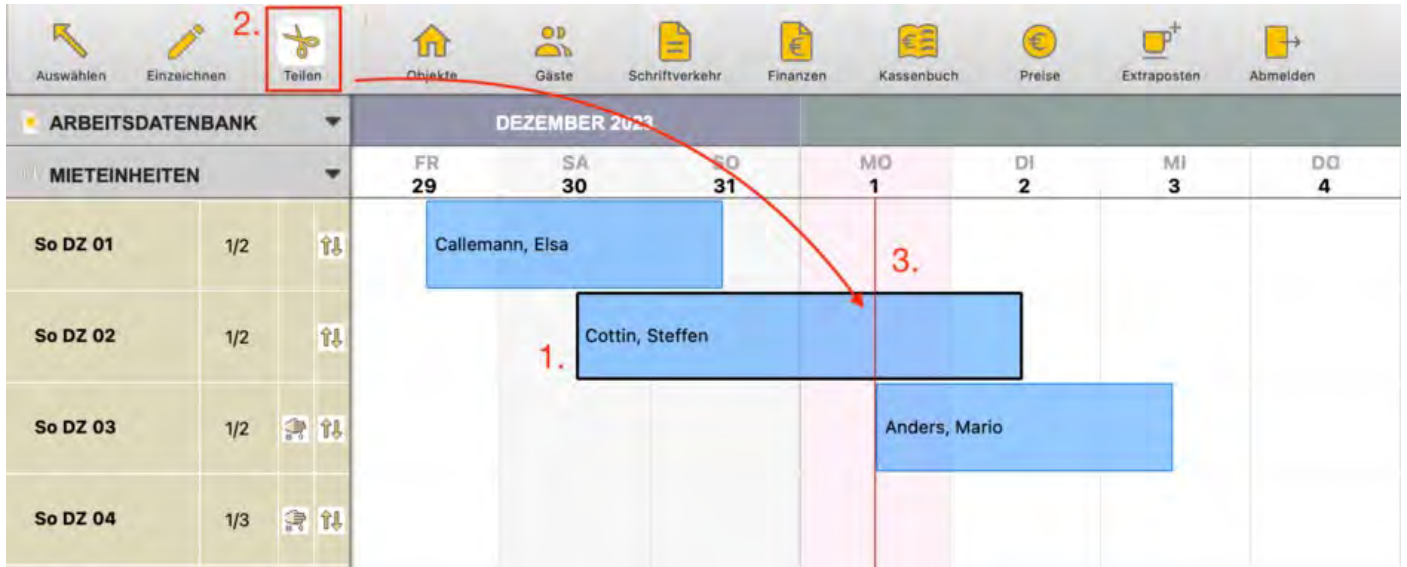 2.
Auswählen Einzeichnen Teilen Objekte Gäste Schriftverkehr Finanzen Kassenbuch Preise Extraposten Abmelden
ARBEITSDATENBANK DEZEMBER 2023
MIETEINHEITEN FR SA SO MO DI MI DO
29 30 31 1 2 3 4
So DZ 01 1/2 Callemann, Elsa
3.
So DZ 02 1/2 Cottin, Steffen
1.
So DZ 03 1/2 Anders, Mario
So DZ 04 1/3